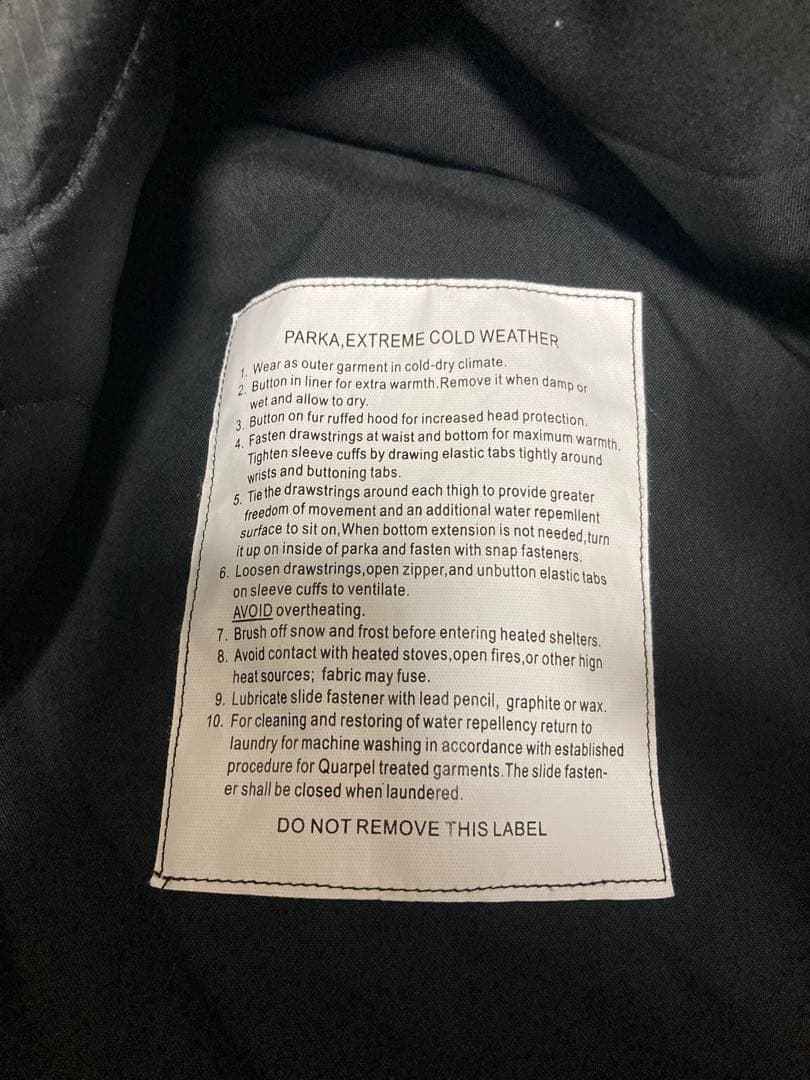 PARKA,EXTREME COLD WEATHER
1. Wear as outer garment in cold-dry climate.
2. Button in liner for extra warmth.Remove it when damp or
wet and allow to dry.
3. Button on fur ruffed hood for increased head protection.
4. Fasten drawstrings at waist and bottom for maximum warmth.
Tighten sleeve cuffs by drawing elastic tabs tightly around
wrists and buttoning tabs.
5. Tie the drawstrings around each thigh to provide greater
freedom of movement and an additional water repemllent
surface to sit on,When bottom extension is not needed,turn
it up on inside of parka and fasten with snap fasteners.
6. Loosen drawstrings,open zipper,and unbutton elastic tabs
on sleeve cuffs to ventilate.
AVOID overtheating.
7. Brush off snow and frost before entering heated shelters.
8. Avoid contact with heated stoves,open fires,or other hign
heat sources; fabric may fuse.
9. Lubricate slide fastener with lead pencil, graphite or wax.
10. For cleaning and restoring of water repellency return to
laundry for machine washing in accordance with established
procedure for Quarpel treated garments.The slide fasten-
er shall be closed when laundered.
DO NOT REMOVE THIS LABEL